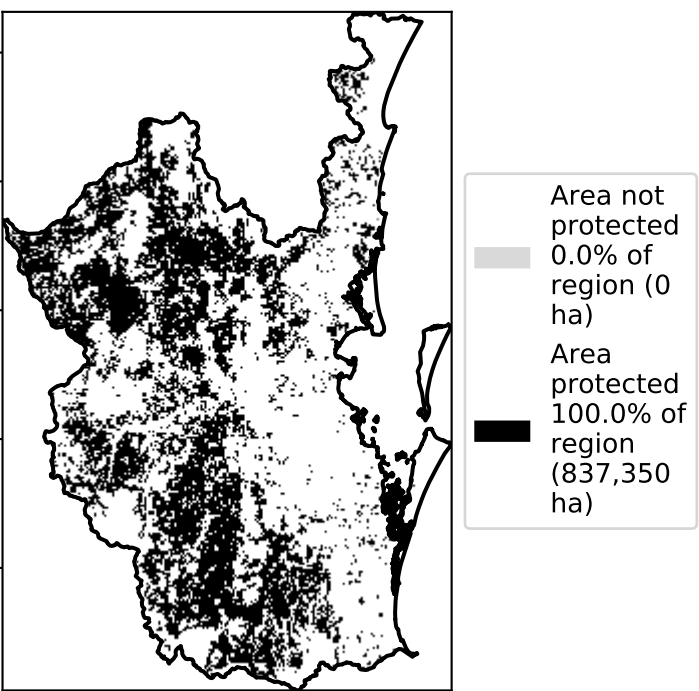 Area not
protected
0.0% of
region (0
ha)
Area
protected
100.0% of
region
(837,350
ha)